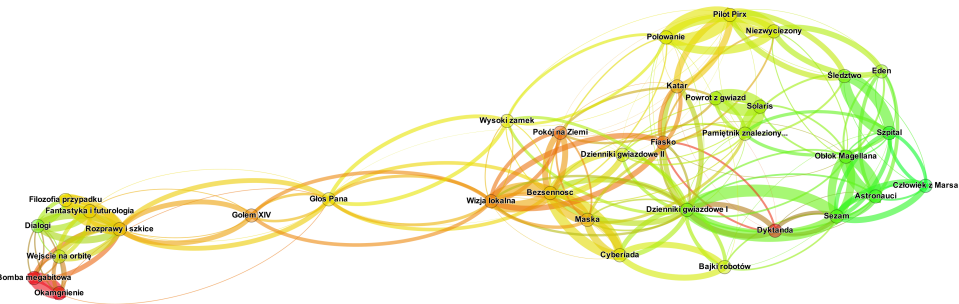 Pilot Pirx
Niezwyciezony
Polowanie
Eden
Śledztwo
Katar
Powrot z gwiazd
Solaris
Wysoki zamek
Pokój na Ziemi
Pamiętnik znaleziony...
Szpital
Fiasko
Dzienniki gwiazdowe II
Obłok Magellana
Człowiek z Marsa
Bezsennosc
Astronauci
Filozofia przypadku
Głos Pana
Wizja lokalna
Fantastyka i futurologia
Dzienniki gwiazdowe I
Golem XIV
Maska
Sezam
Dialogi
Rozprawy i szkice
Dyktanda
Wejscie na orbitę
Cyberiada
Bajki robotów
Bomba megabitowa
Okamgnienie